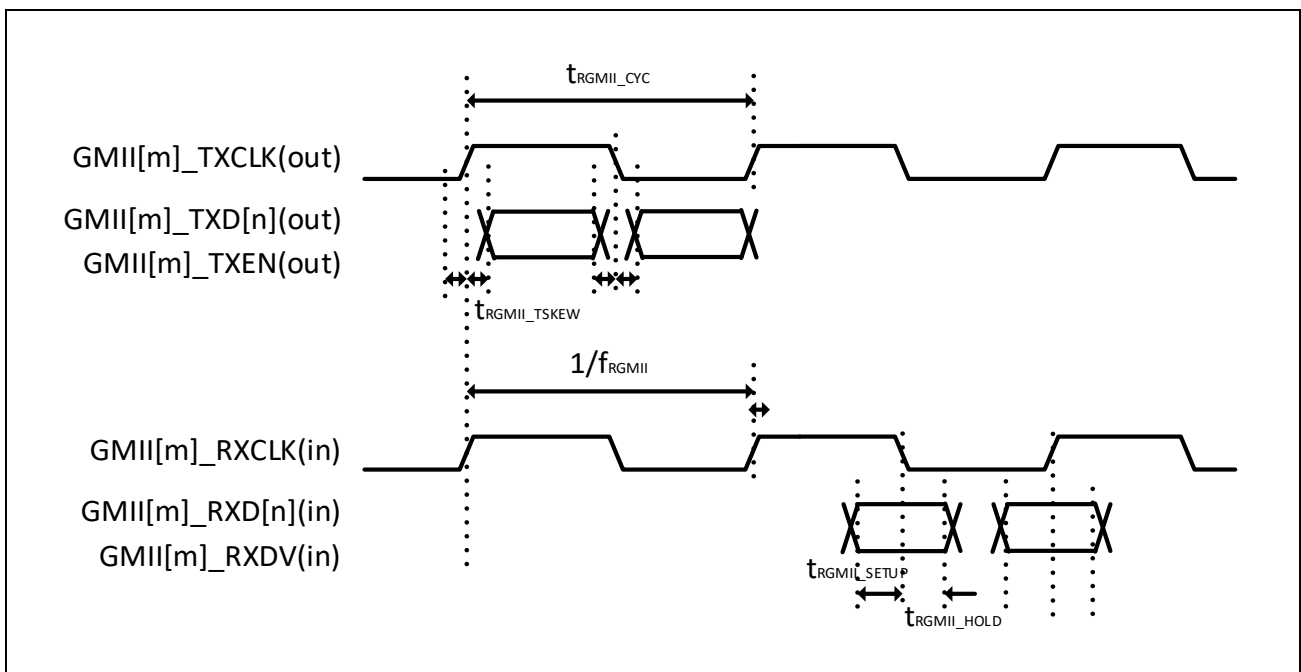 tRGMII_CYC
GMII[m]_TXCLK(out)
GMII[m]_TXD[n](out)
GMII[m]_TXEN(out)
tRGMII_TSKEW
1/fRGMII
GMII[m]_RXCLK(in)
GMII[m]_RXD[n](in)
GMII[m]_RXDV(in)
tRGMII_SETUP
tRGMII_HOLD